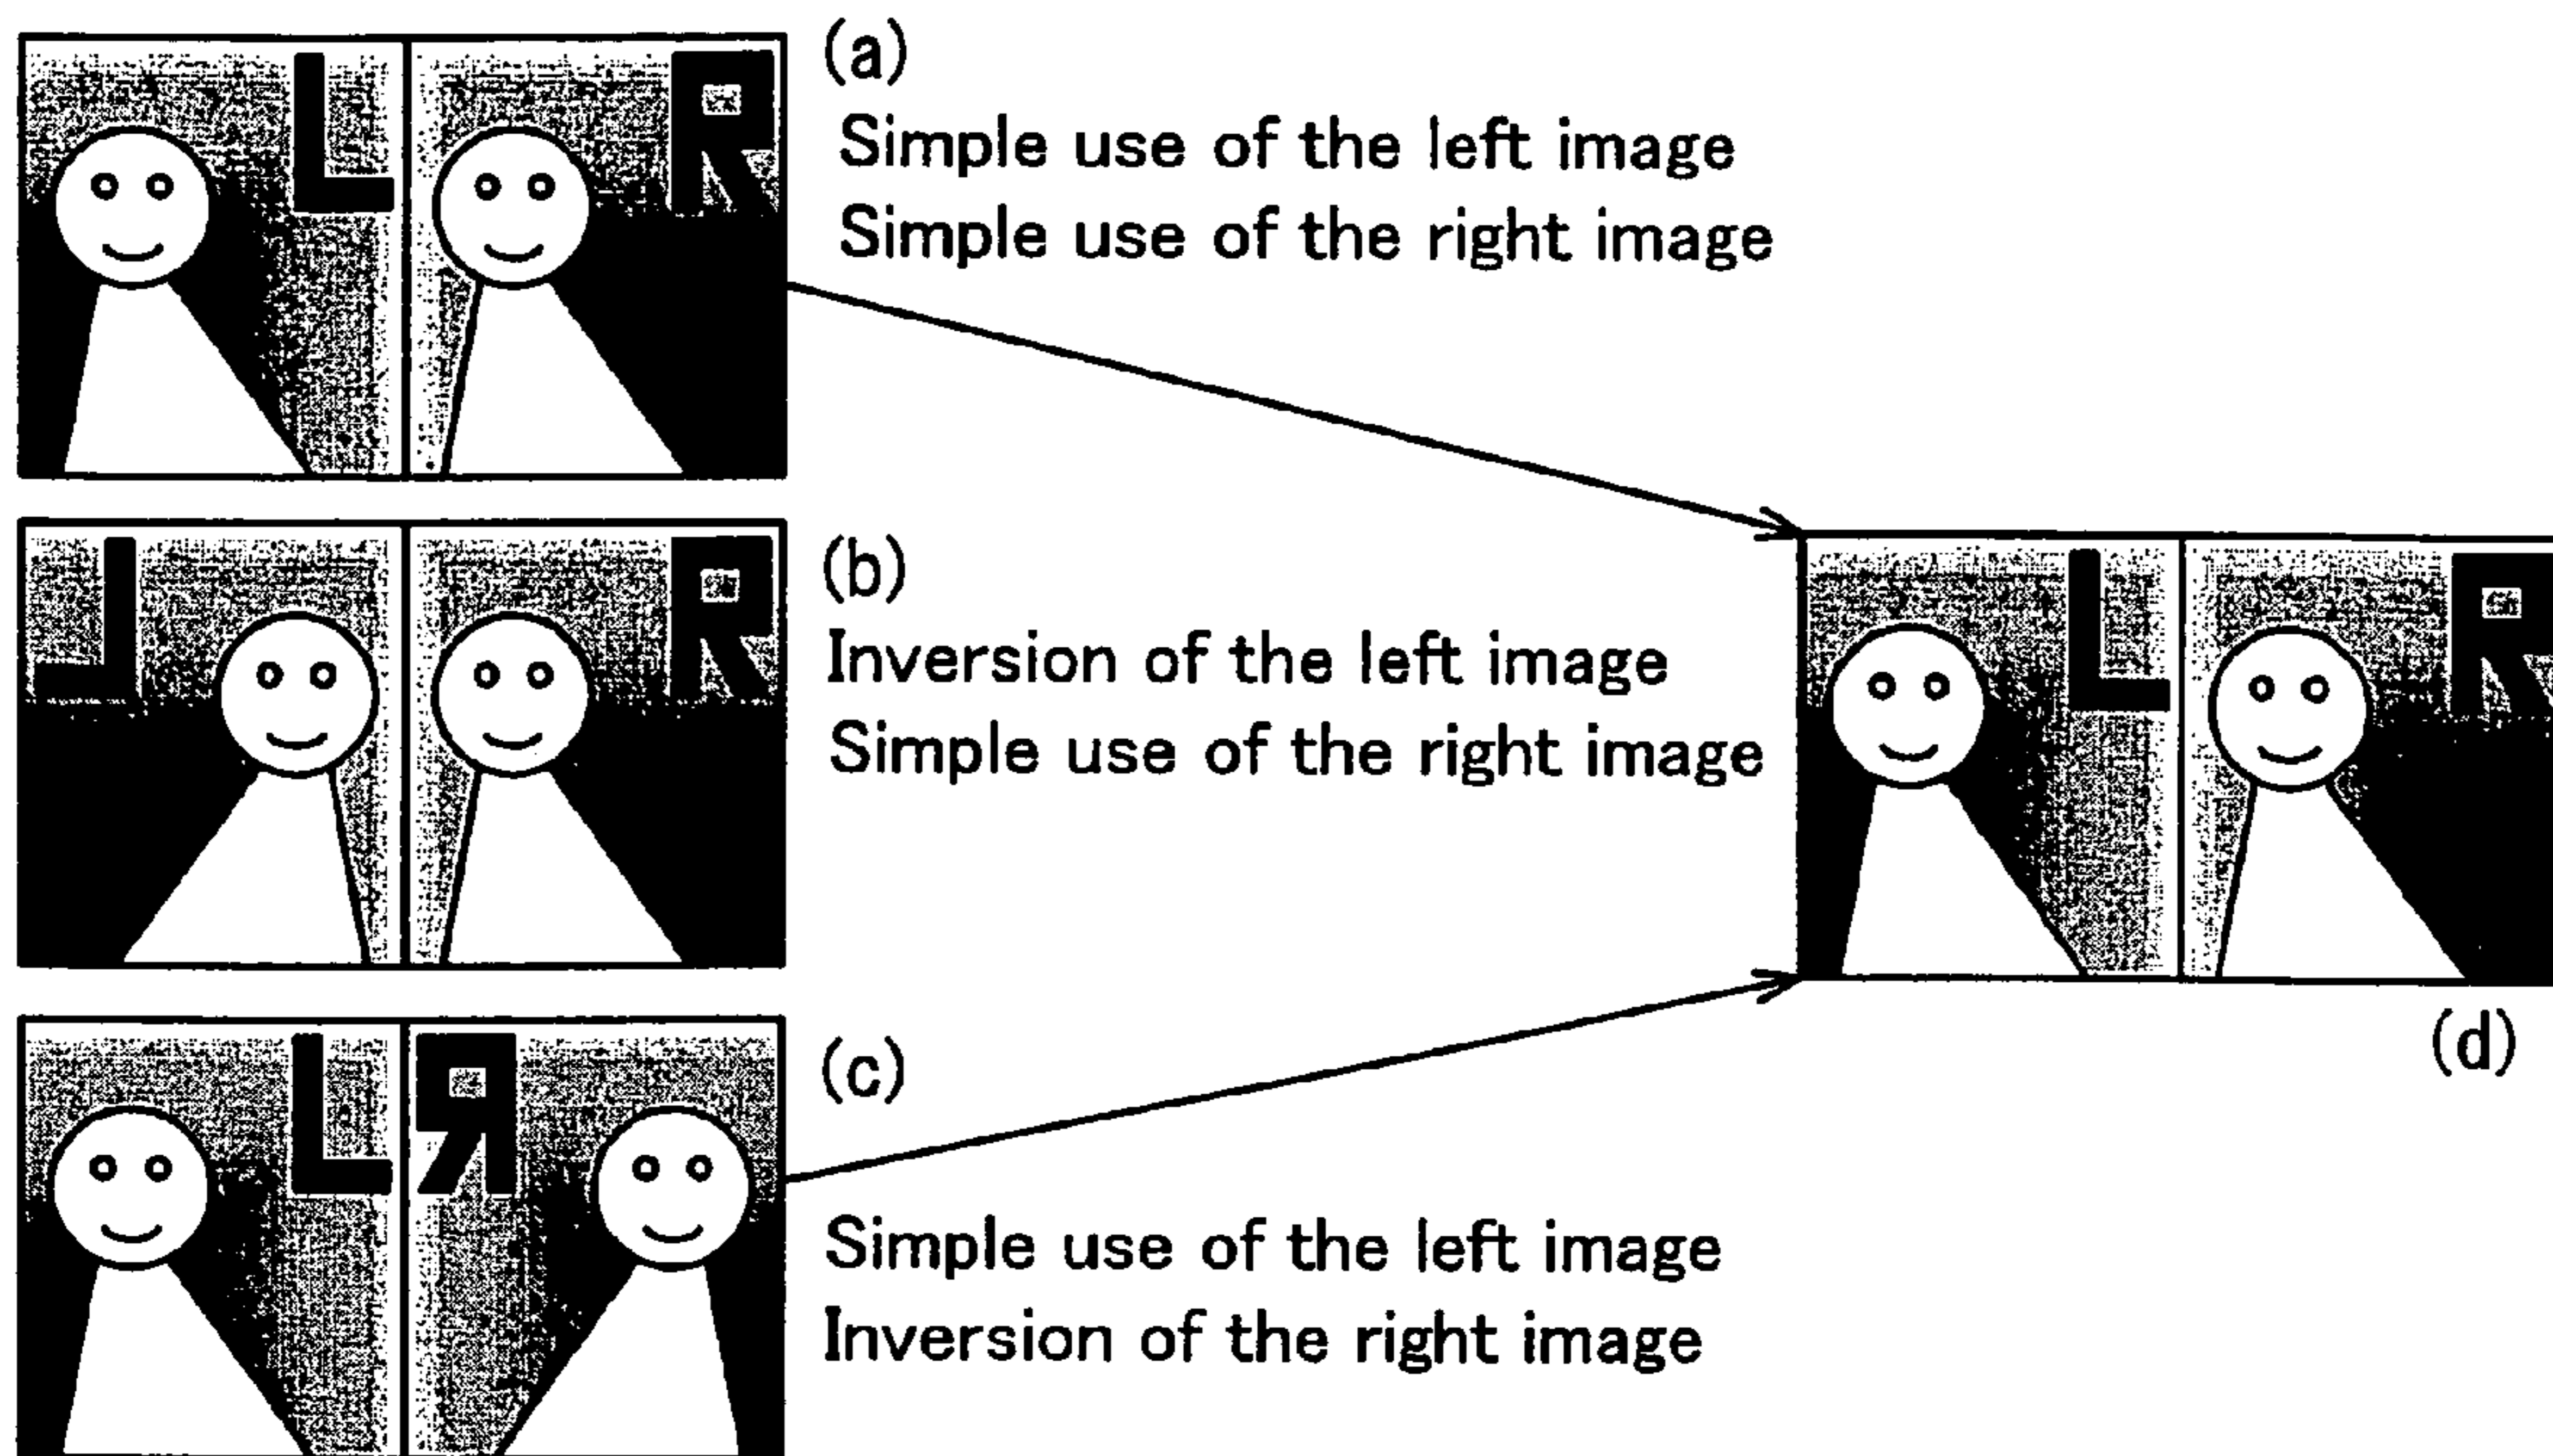 L R
(a)
Simple use of the left image
Simple use of the right image
L R
(b)
Inversion of the left image
Simple use of the right image
L R
(d)
L R
(c)
Simple use of the left image
Inversion of the right image